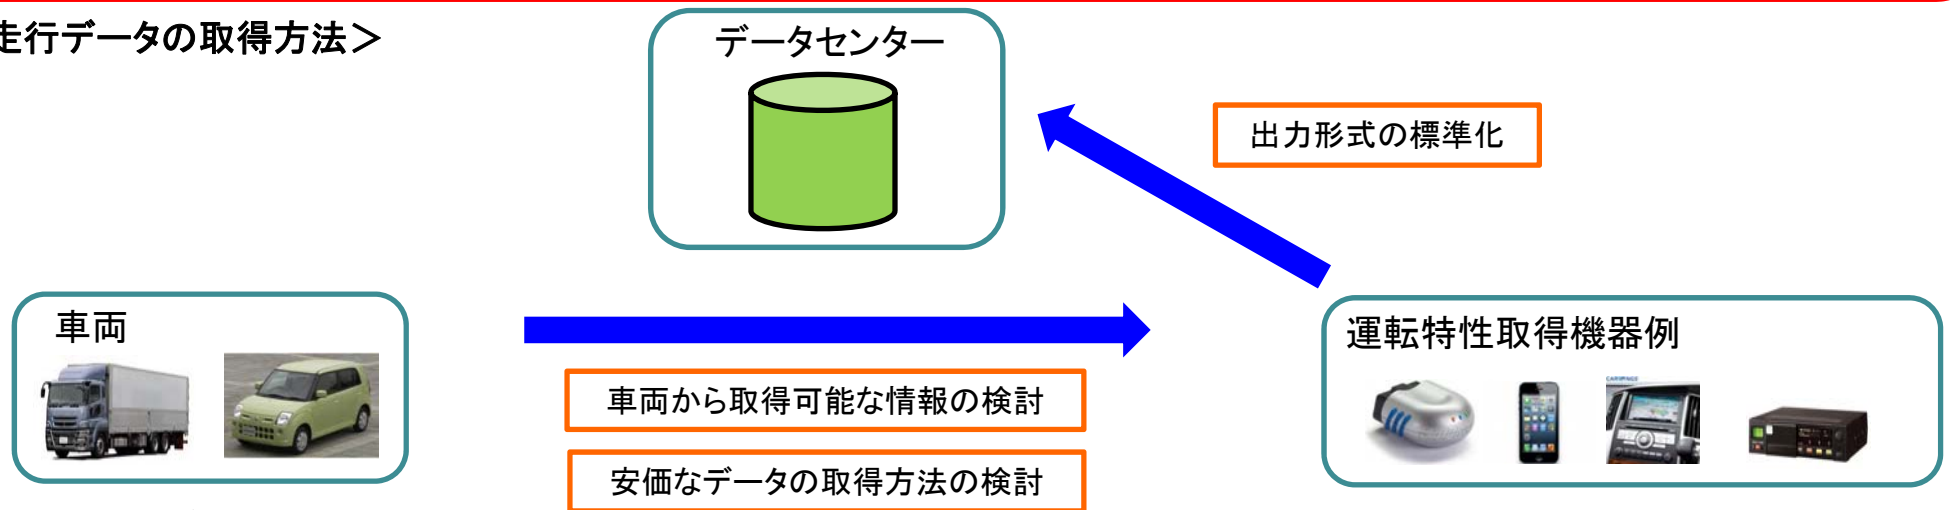 走行データの取得方法＞
データセンター
出力形式の標準化
車両
運転特性取得機器例
車両から取得可能な情報の検討
安価なデータの取得方法の検討